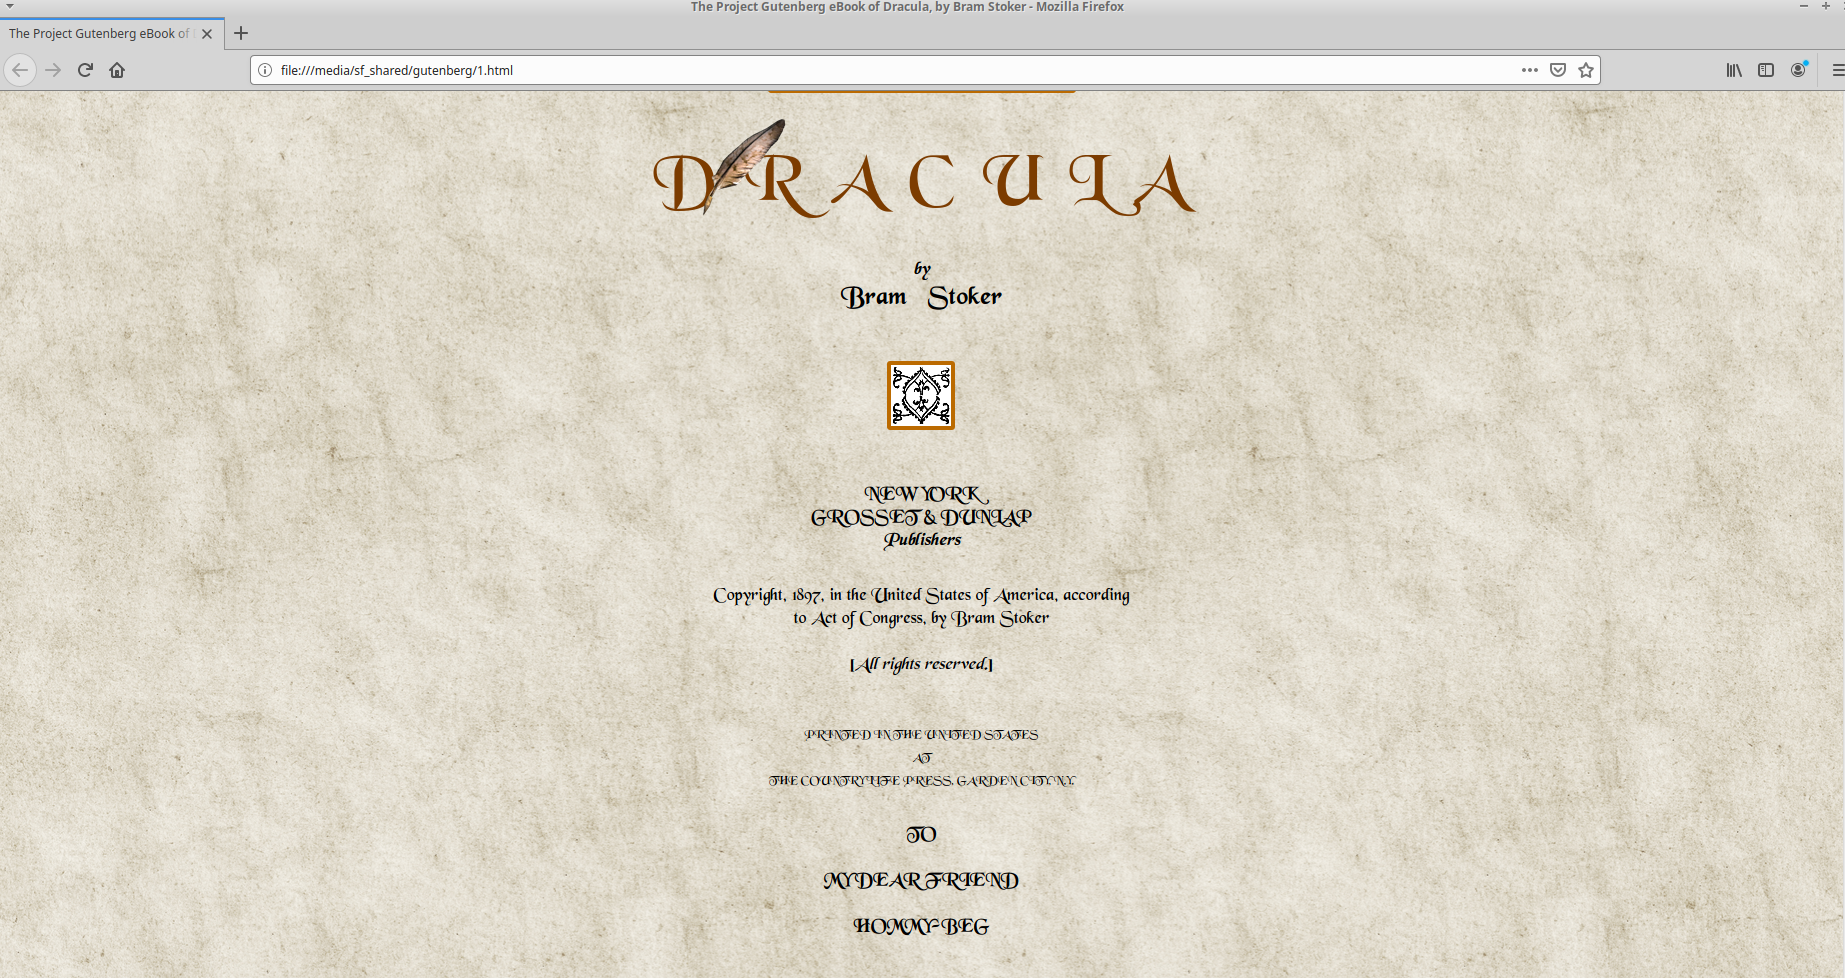 The Project Gutenberg eBook of Dracula, by Bram Stoker - Mozilla Firefox
The Project Gutenberg eBook of
file:///media/sf_shared/gutenberg/1.html
DRACULA
by
Bram Stoker
NEW YORK
GROSSET & DUNLAP
Publishers
Copyright, 1897, in the United States of America, according
to Act of Congress, by Bram Stoker
[All rights reserved.]
PRINTED IN THE UNITED STATES
AT
THE COUNTRY LIFE PRESS, GARDEN CITY, N.Y.
TO
MY DEAR FRIEND
HOMMY-BEG